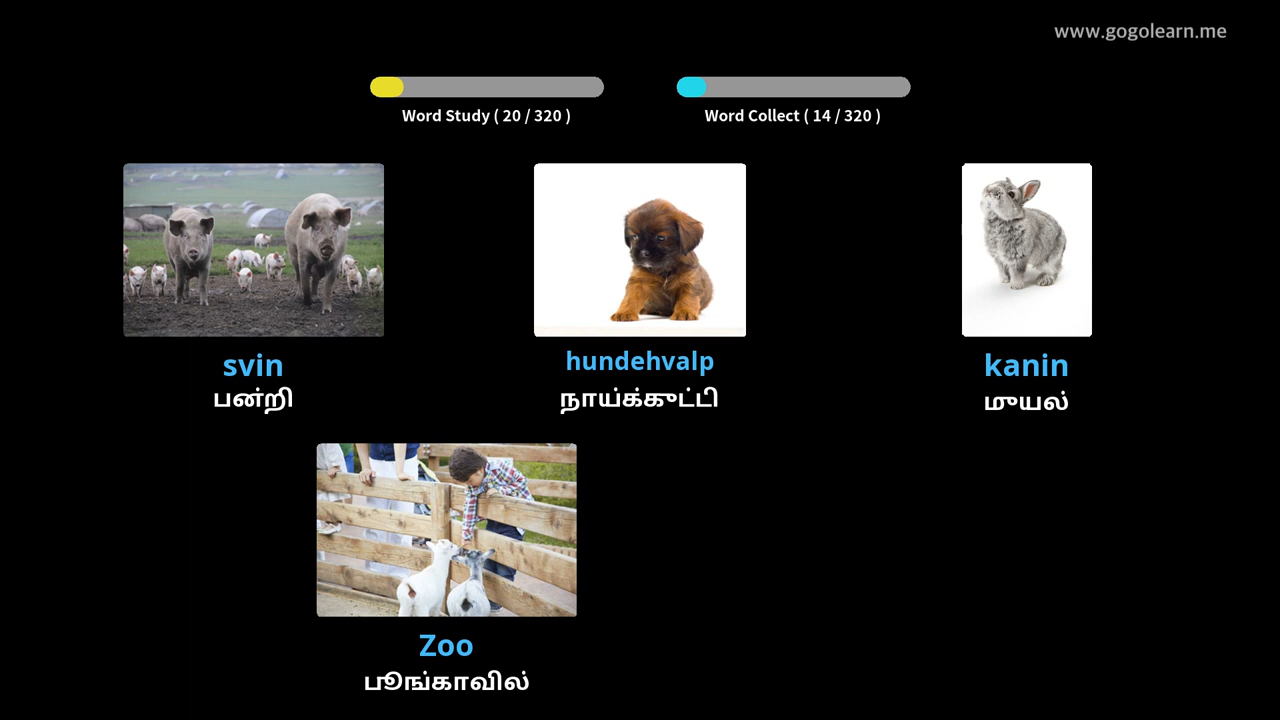 www.gogolearn.me
Word Study ( 20 / 320 )
Word Collect ( 14 / 320 )
svin
பன்றி
hundehvalp
நாய்க்குட்டி
kanin
முயல்
Zoo
பூங்காவில்